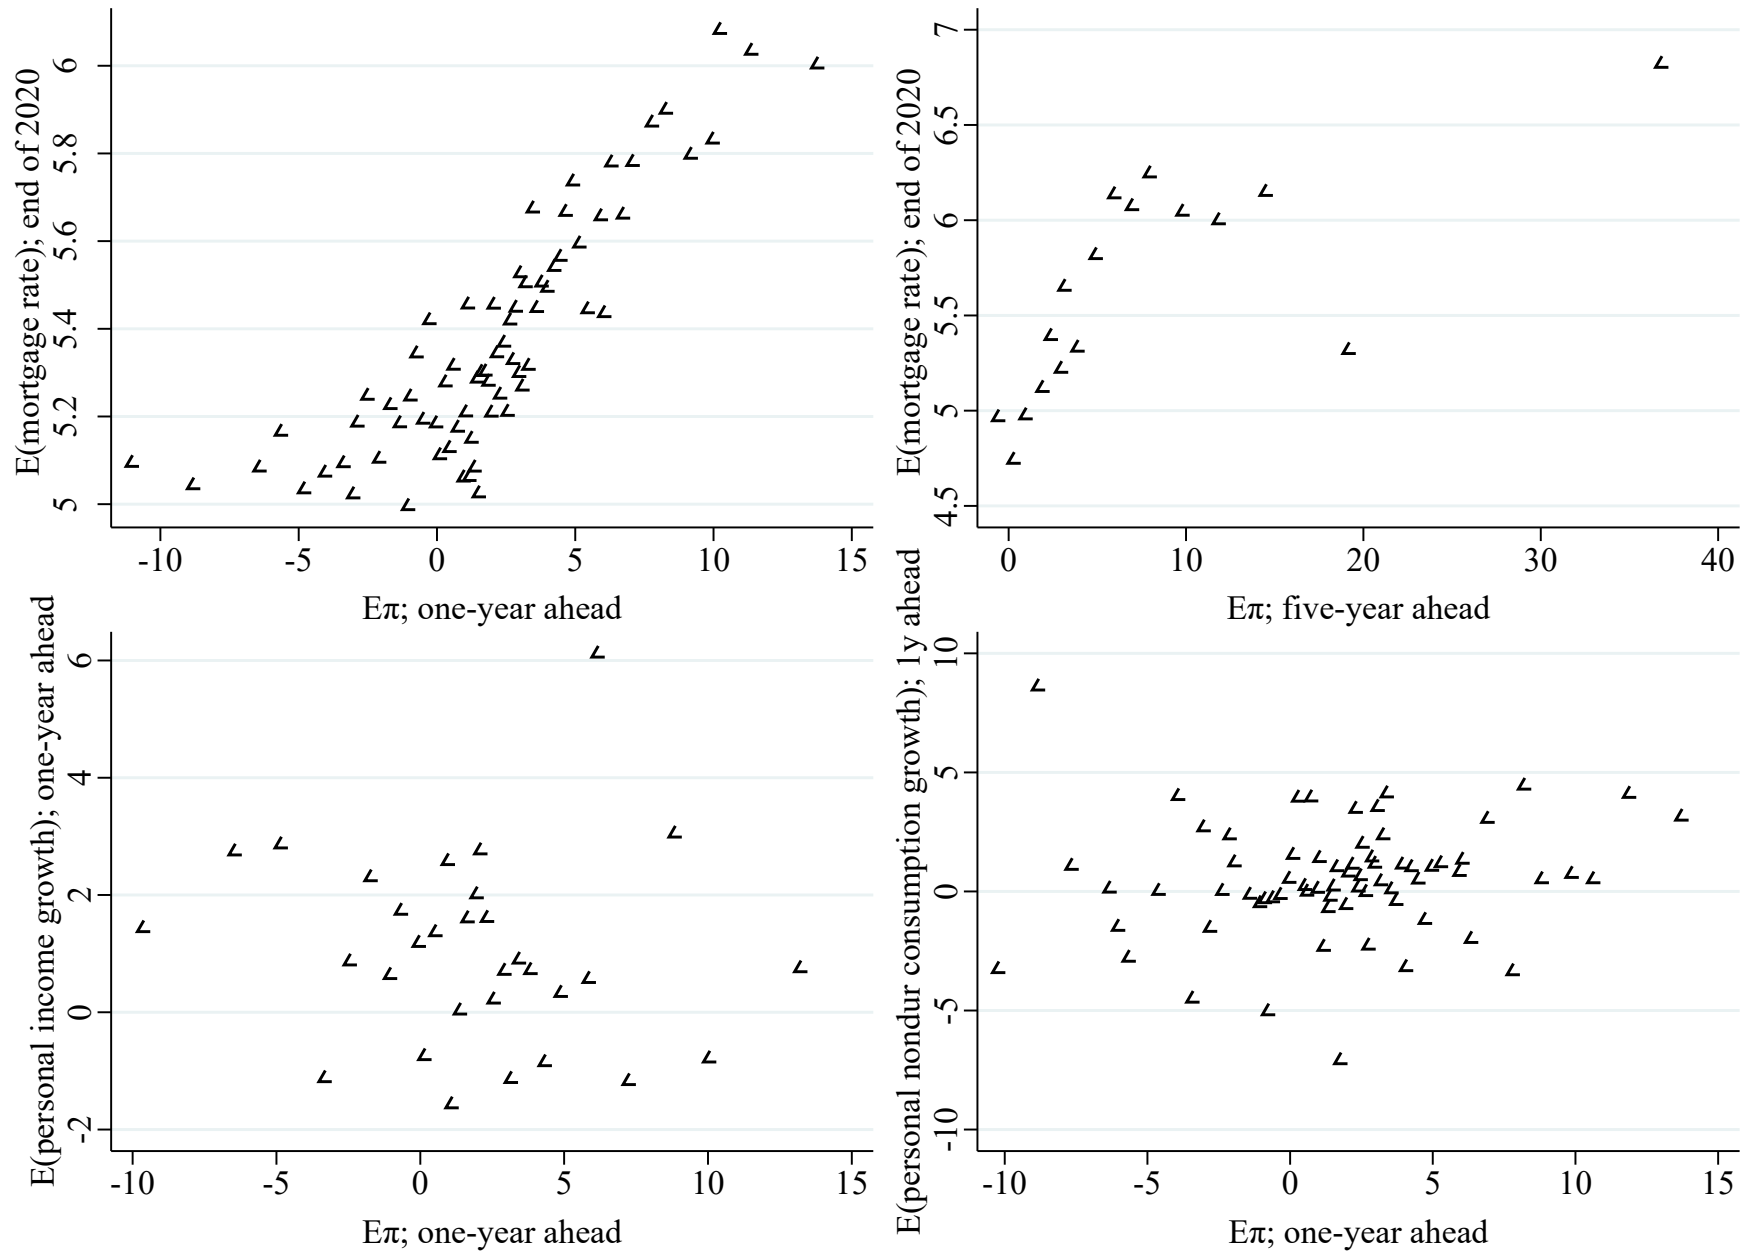 E(mortgage rate); end of 2020
6
5.8
5.6
5.4
5.2
5
-10 -5 0 5 10 15
Eπ; one-year ahead
E(mortgage rate); end of 2020
7
6.5
6
5.5
5
4.5
0 10 20 30 40
Eπ; five-year ahead
E(personal income growth); one-year ahead
6
4
2
0
-2
-10 -5 0 5 10 15
Eπ; one-year ahead
E(personal nondur consumption growth); 1y ahead
10
5
0
-5
-10
-10 -5 0 5 10 15
Eπ; one-year ahead